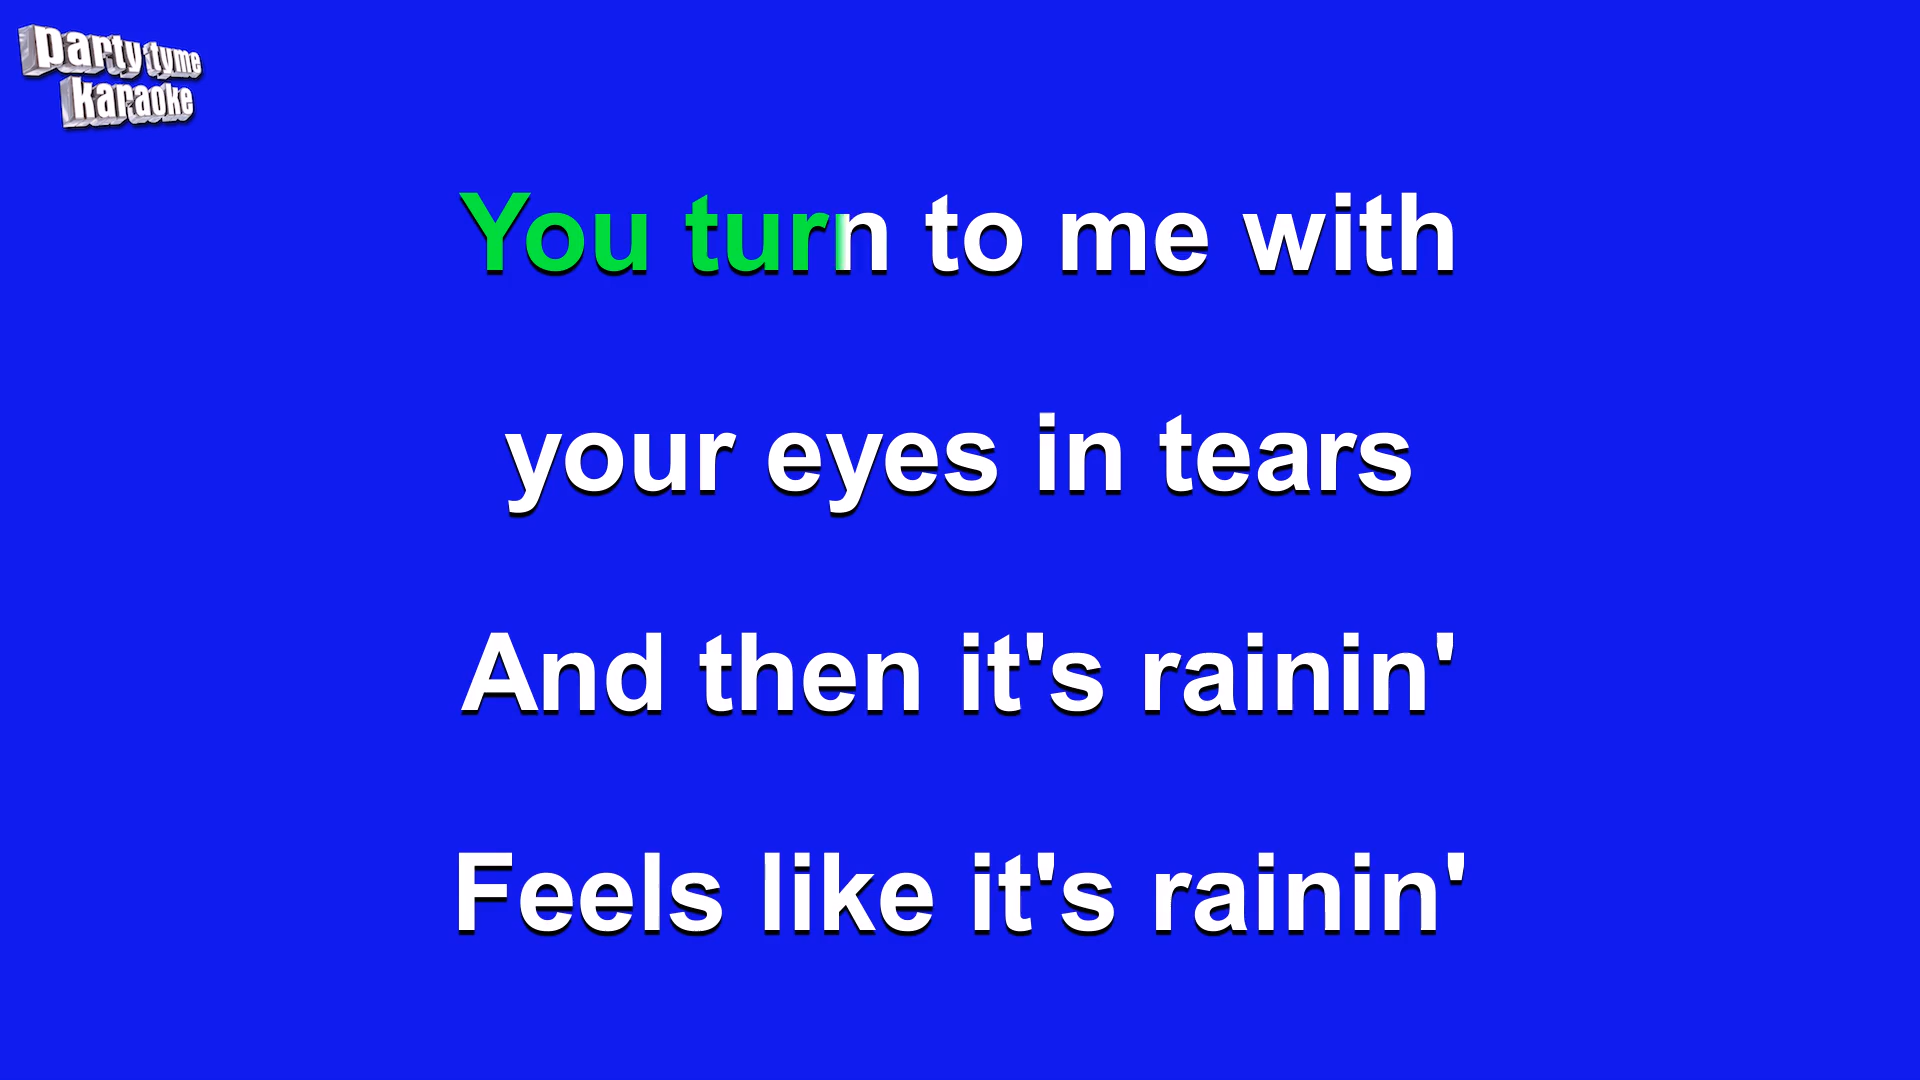 party tyme
karaoke
You turn to me with
your eyes in tears
And then it's rainin'
Feels like it's rainin'